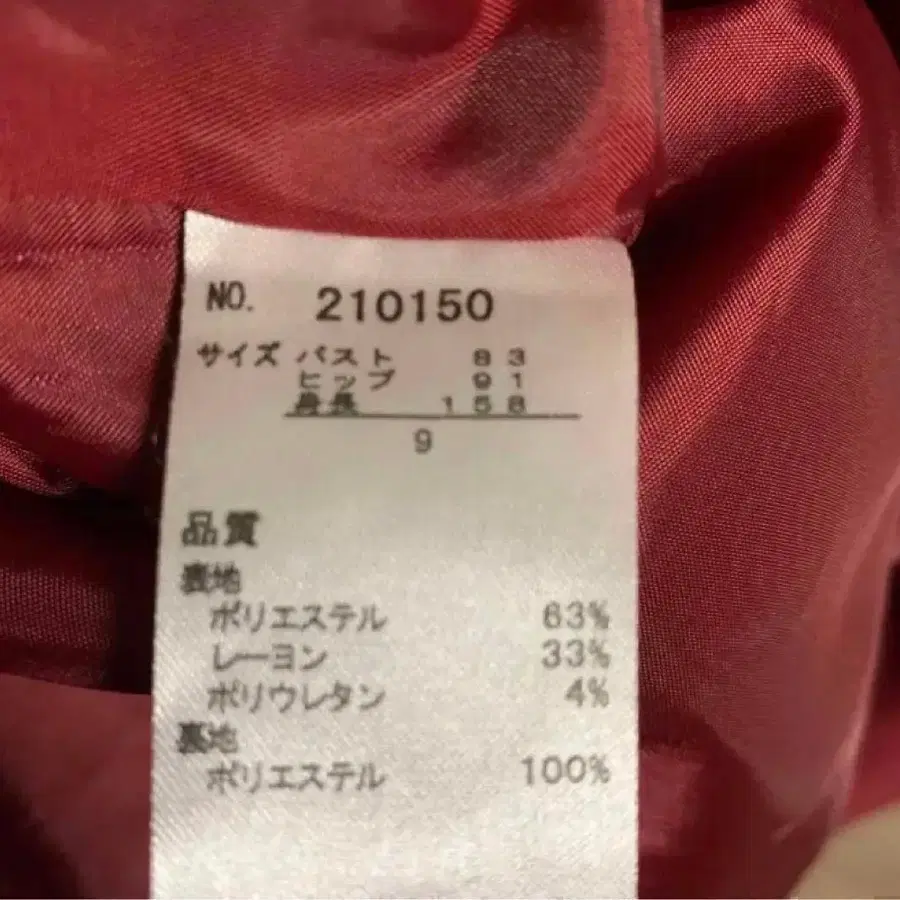 NO. 210150
サイズ バスト 83
ヒップ 91
身長 158
9
品質
表地
ポリエステル 63%
レーヨン 33%
ポリウレタン 4%
裏地
ポリエステル 100%